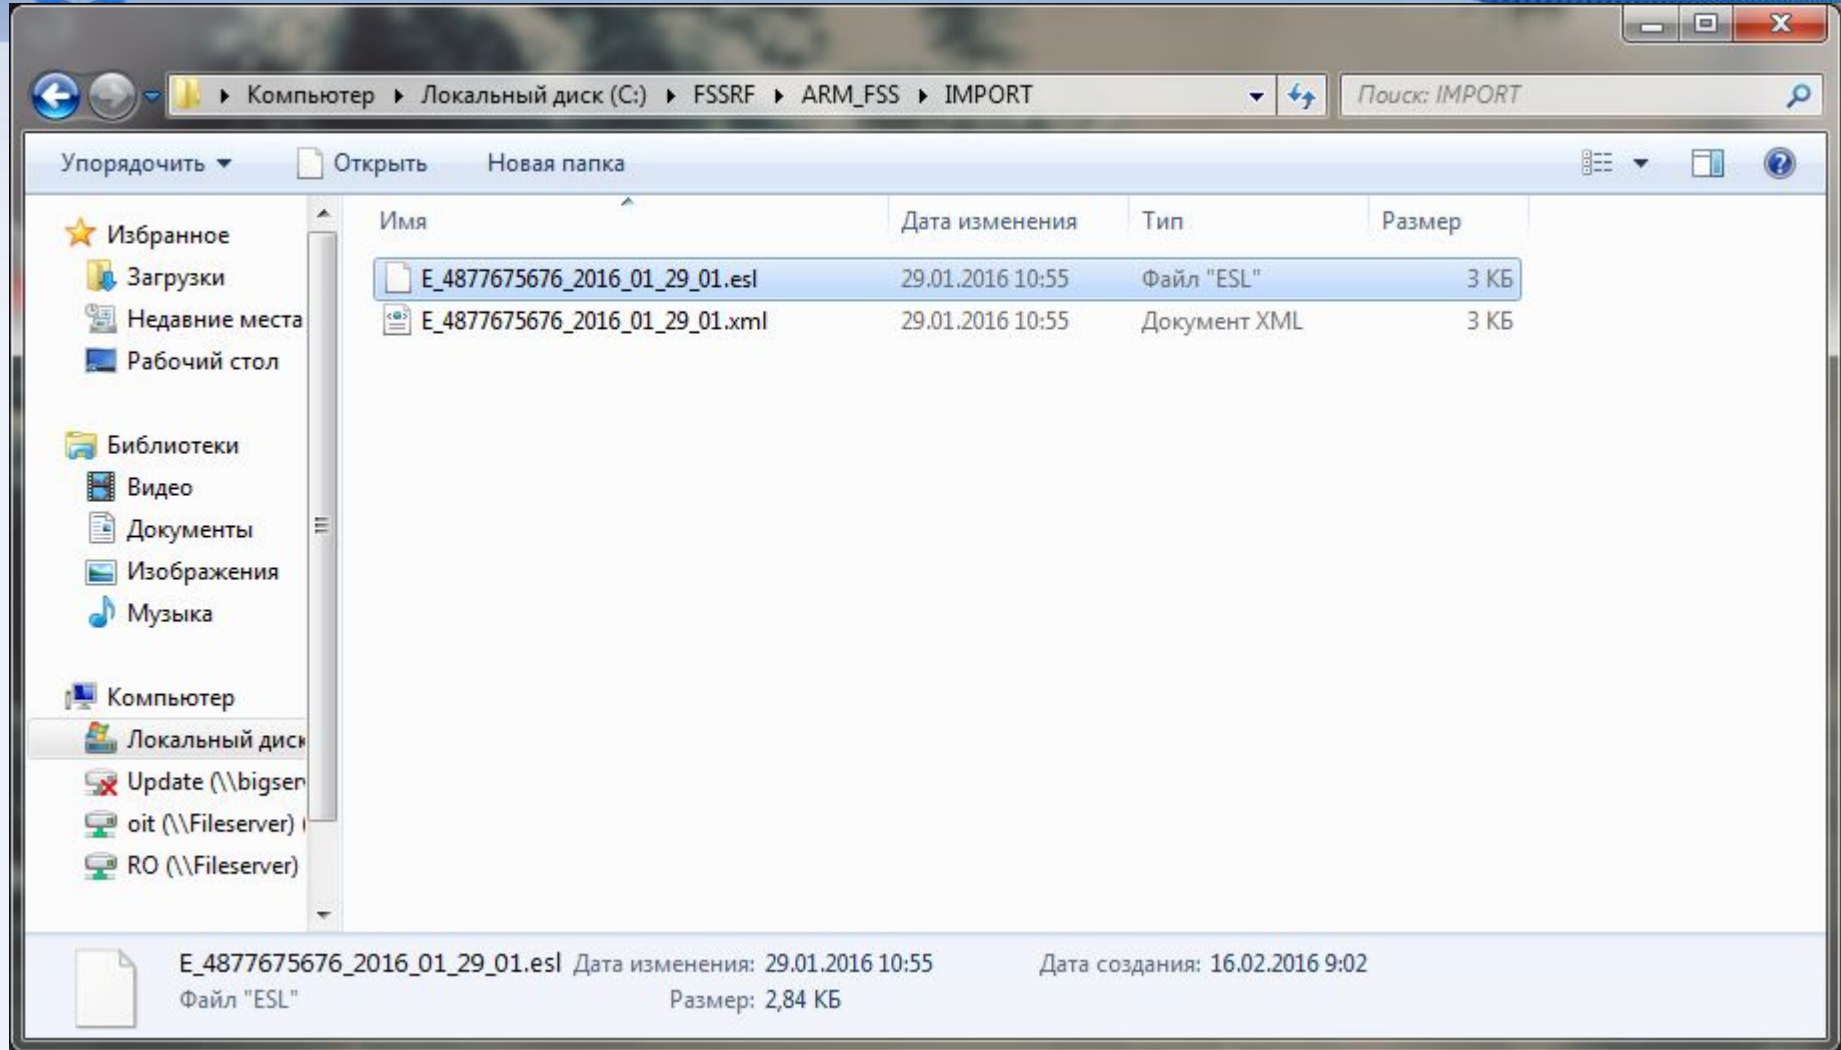 Компьютер ▸ Локальный диск (C:) ▸ FSSRF ▸ ARM_FSS ▸ IMPORT
Поиск: IMPORT
Упорядочить
Открыть
Новая папка
Имя
Дата изменения
Тип
Размер
E_4877675676_2016_01_29_01.esl 29.01.2016 10:55 Файл "ESL" 3 КБ
E_4877675676_2016_01_29_01.xml 29.01.2016 10:55 Документ XML 3 КБ
Избранное
Загрузки
Недавние места
Рабочий стол
Библиотеки
Видео
Документы
Изображения
Музыка
Компьютер
Локальный диск
Update (\\bigser
oit (\\Fileserver) (
RO (\\Fileserver)
E_4877675676_2016_01_29_01.esl Дата изменения: 29.01.2016 10:55 Дата создания: 16.02.2016 9:02
Файл "ESL" Размер: 2,84 КБ